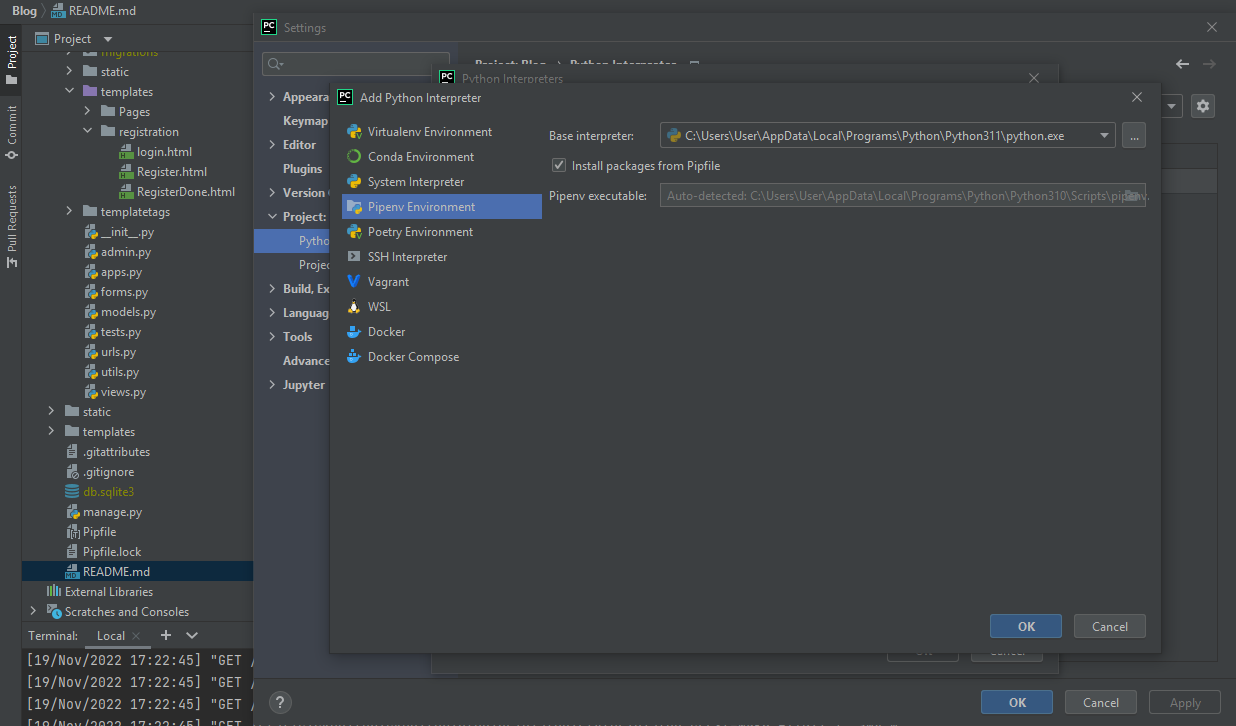 Blog
README.md
PC
Settings
Project
migrations
static
templates
Pages
registration
login.html
Register.html
RegisterDone.html
templatetags
__init__.py
admin.py
apps.py
forms.py
models.py
tests.py
urls.py
utils.py
views.py
static
templates
.gitattributes
.gitignore
db.sqlite3
manage.py
Pipfile
Pipfile.lock
README.md
External Libraries
Scratches and Consoles
Project
Commit
Pull Requests
Terminal: Local
[19/Nov/2022 17:22:45] "GET /
[19/Nov/2022 17:22:45] "GET /
[19/Nov/2022 17:22:45] "GET /
[19/Nov/2022 17:22:45] "GET
Appeara
Keymap
Editor
Plugins
Version
Project:
Pytho
Projec
Build, Ex
Languag
Tools
Advance
Jupyter
Project: Blog
Python Interpreter
PC
Python Interpreters
PC
Add Python Interpreter
Virtualenv Environment
Conda Environment
System Interpreter
Pipenv Environment
Poetry Environment
SSH Interpreter
Vagrant
WSL
Docker
Docker Compose
Base interpreter: C:\Users\User\AppData\Local\Programs\Python\Python311\python.exe ...
Install packages from Pipfile
Pipenv executable: Auto-detected: C:\Users\User\AppData\Local\Programs\Python\Python310\Scripts\pipenv.
OK Cancel
OK Cancel
? OK Cancel Apply